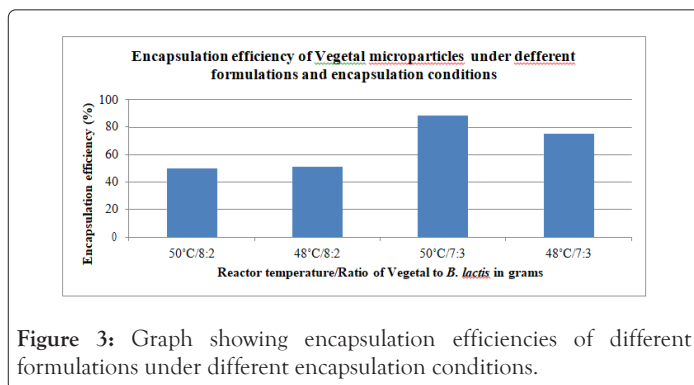 Encapsulation efficiency of Vegetal microparticles under defferent
formulations and encapsulation conditions
Encapsulation efficiency (%)
100
80
60
40
20
0
50˚C/8:2 48˚C/8:2 50˚C/7:3 48˚C/7:3
Reactor temperature/Ratio of Vegetal to B. lactis in grams
Figure 3: Graph showing encapsulation efficiencies of different
formulations under different encapsulation conditions.